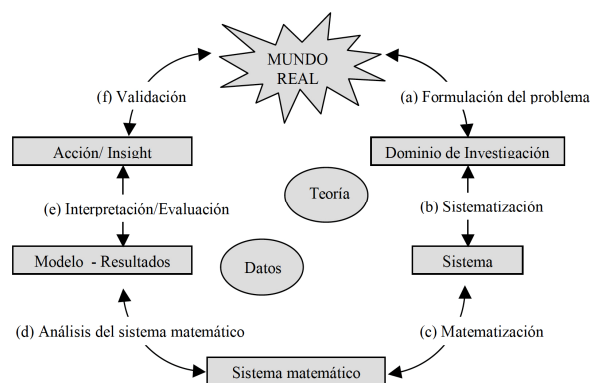 MUNDO
REAL
(f) Validación
(a) Formulación del problema
Acción/ Insight
Dominio de Investigación
Teoría
(e) Interpretación/Evaluación
(b) Sistematización
Modelo - Resultados
Datos
Sistema
(d) Análisis del sistema matemático
(c) Matematización
Sistema matemático